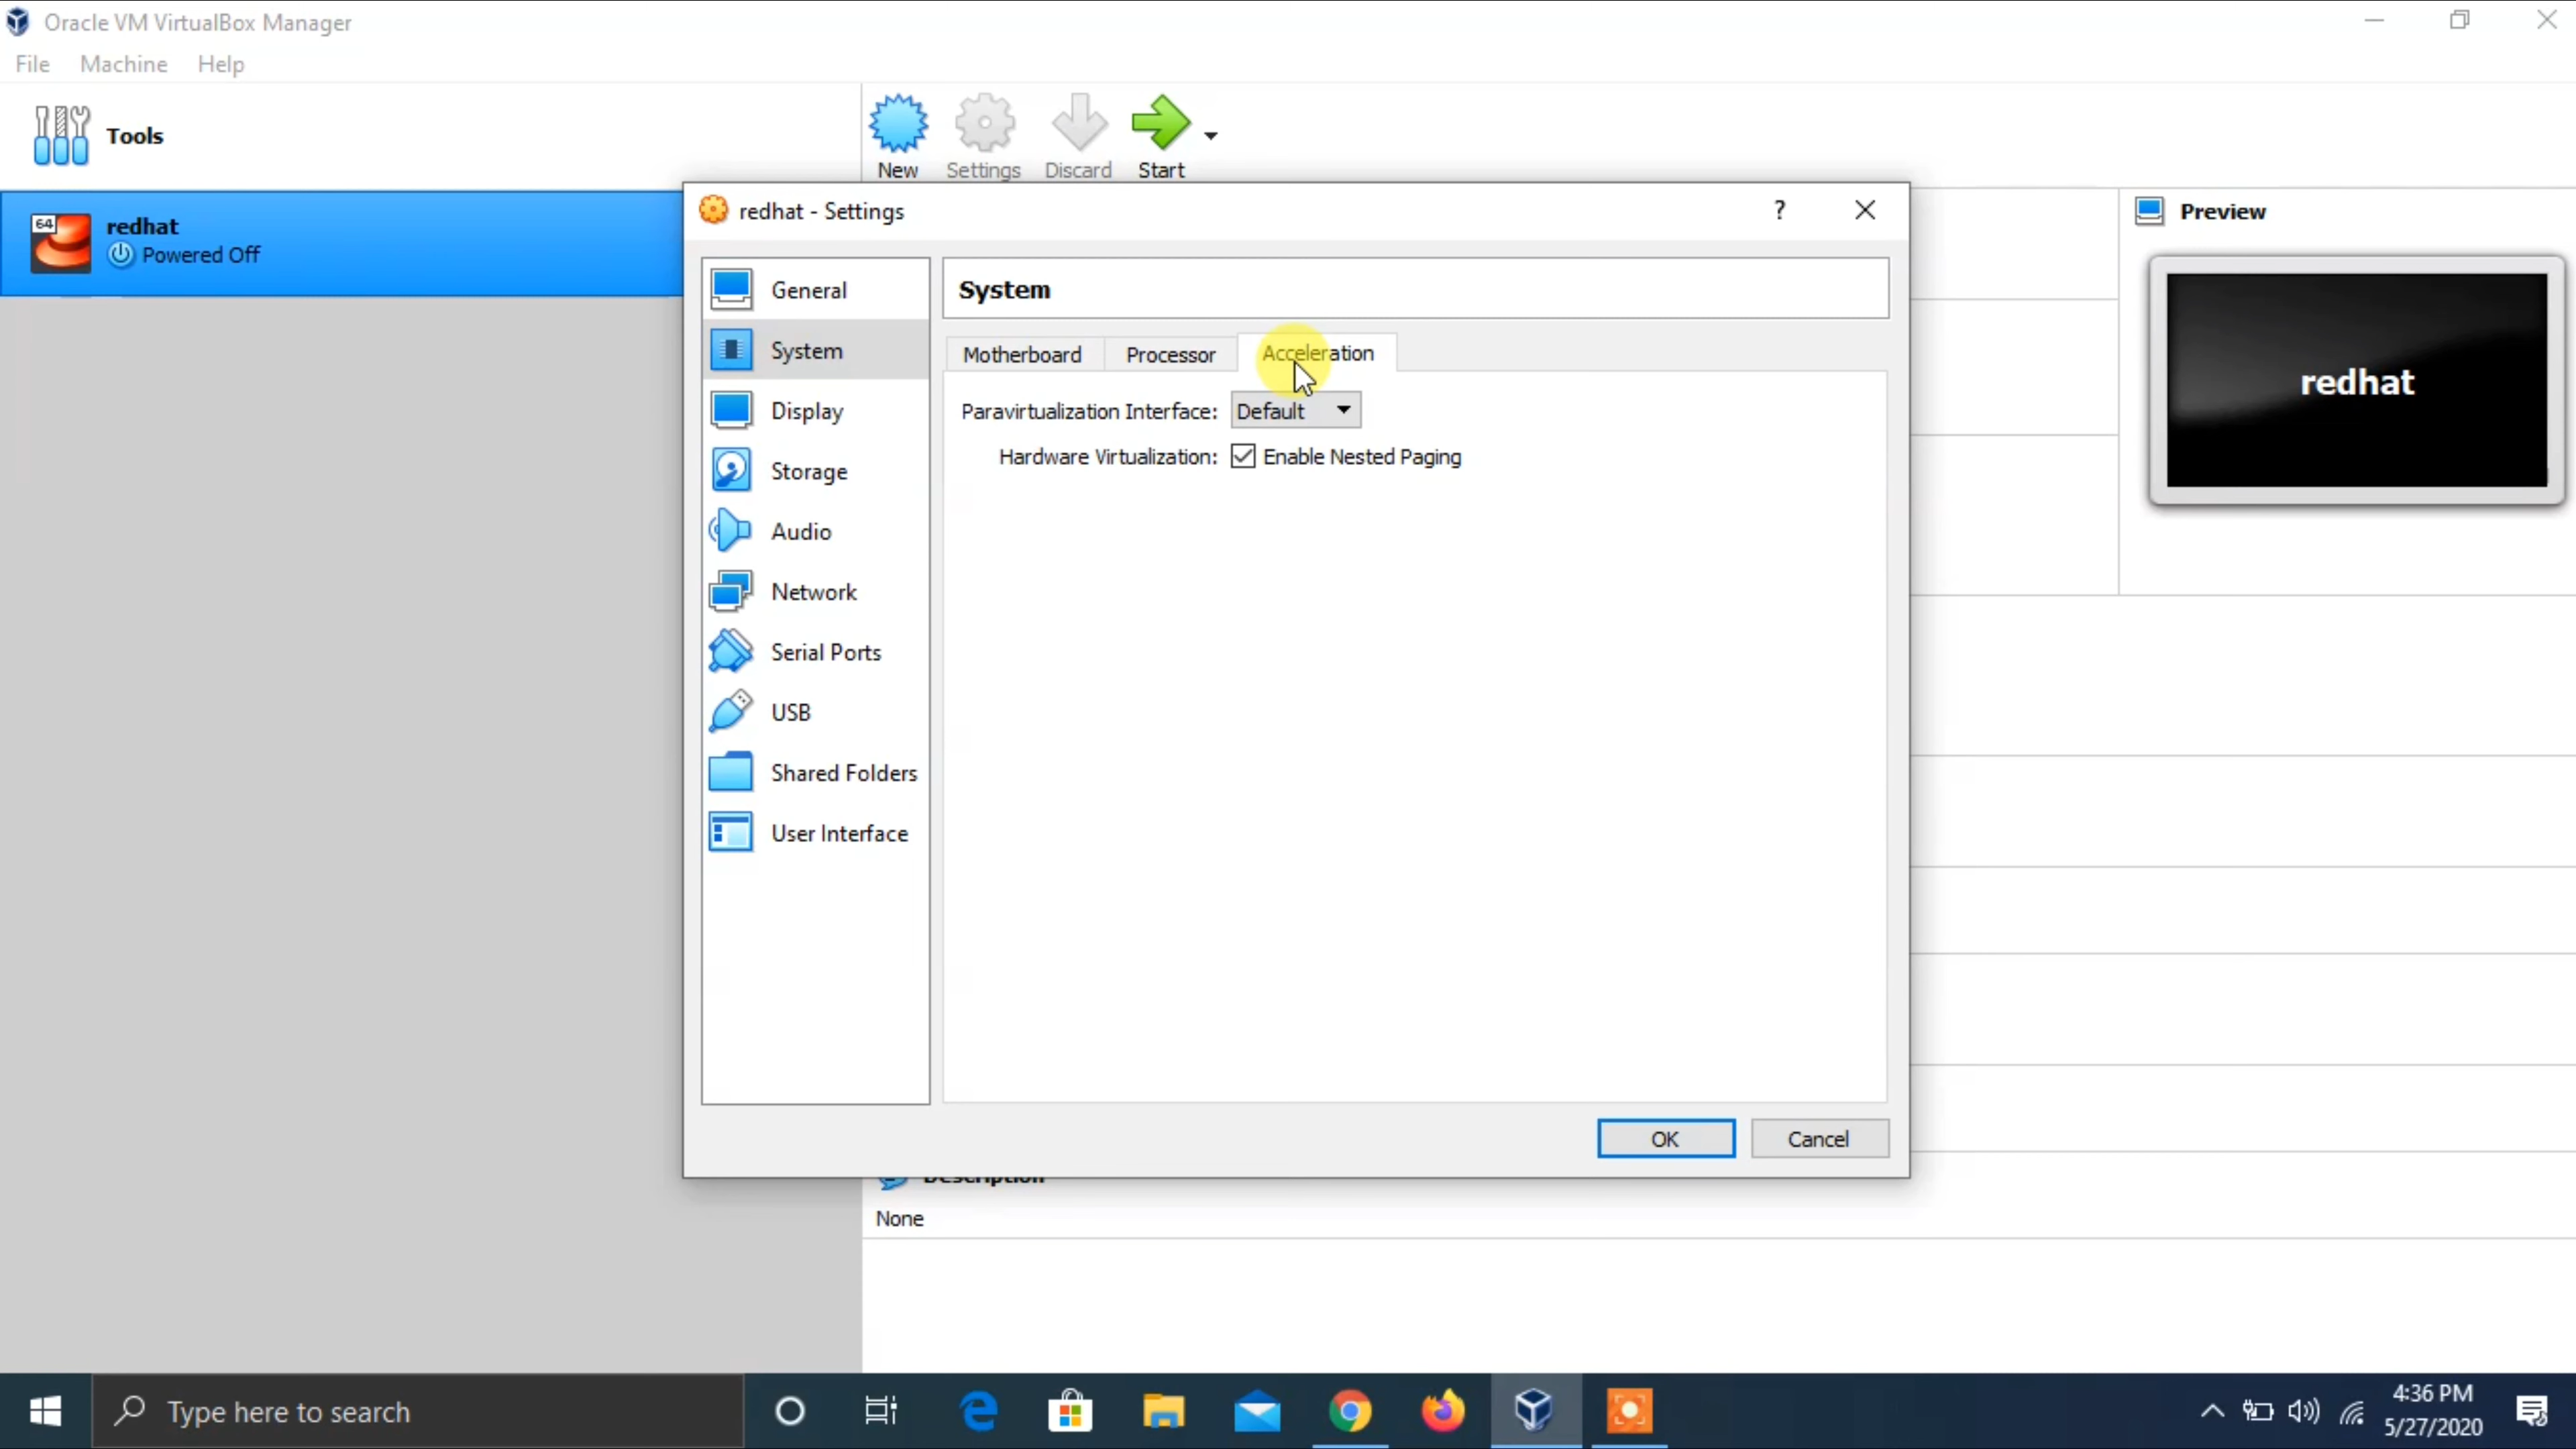 Oracle VM VirtualBox Manager
File Machine Help
Tools
New Settings Discard Start
64
redhat
Powered Off
redhat - Settings
?
Preview
redhat
General
System
Display
Storage
Audio
Network
Serial Ports
USB
Shared Folders
User Interface
System
Motherboard Processor Acceleration
Paravirtualization Interface: Default
Hardware Virtualization: Enable Nested Paging
OK Cancel
Description
None
Type here to search
4:36 PM
5/27/2020